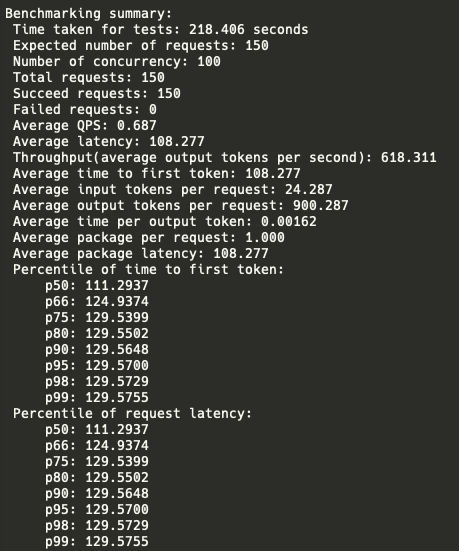 Benchmarking summary:
Time taken for tests: 218.406 seconds
Expected number of requests: 150
Number of concurrency: 100
Total requests: 150
Succeed requests: 150
Failed requests: 0
Average QPS: 0.687
Average latency: 108.277
Throughput(average output tokens per second): 618.311
Average time to first token: 108.277
Average input tokens per request: 24.287
Average output tokens per request: 900.287
Average time per output token: 0.00162
Average package per request: 1.000
Average package latency: 108.277
Percentile of time to first token:
p50: 111.2937
p66: 124.9374
p75: 129.5399
p80: 129.5502
p90: 129.5648
p95: 129.5700
p98: 129.5729
p99: 129.5755
Percentile of request latency:
p50: 111.2937
p66: 124.9374
p75: 129.5399
p80: 129.5502
p90: 129.5648
p95: 129.5700
p98: 129.5729
p99: 129.5755